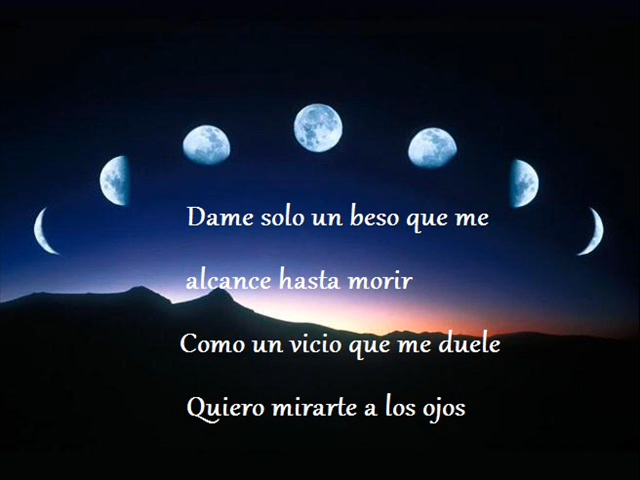 Dame solo un beso que me
alcance hasta morir
Como un vicio que me duele
Quiero mirarte a los ojos